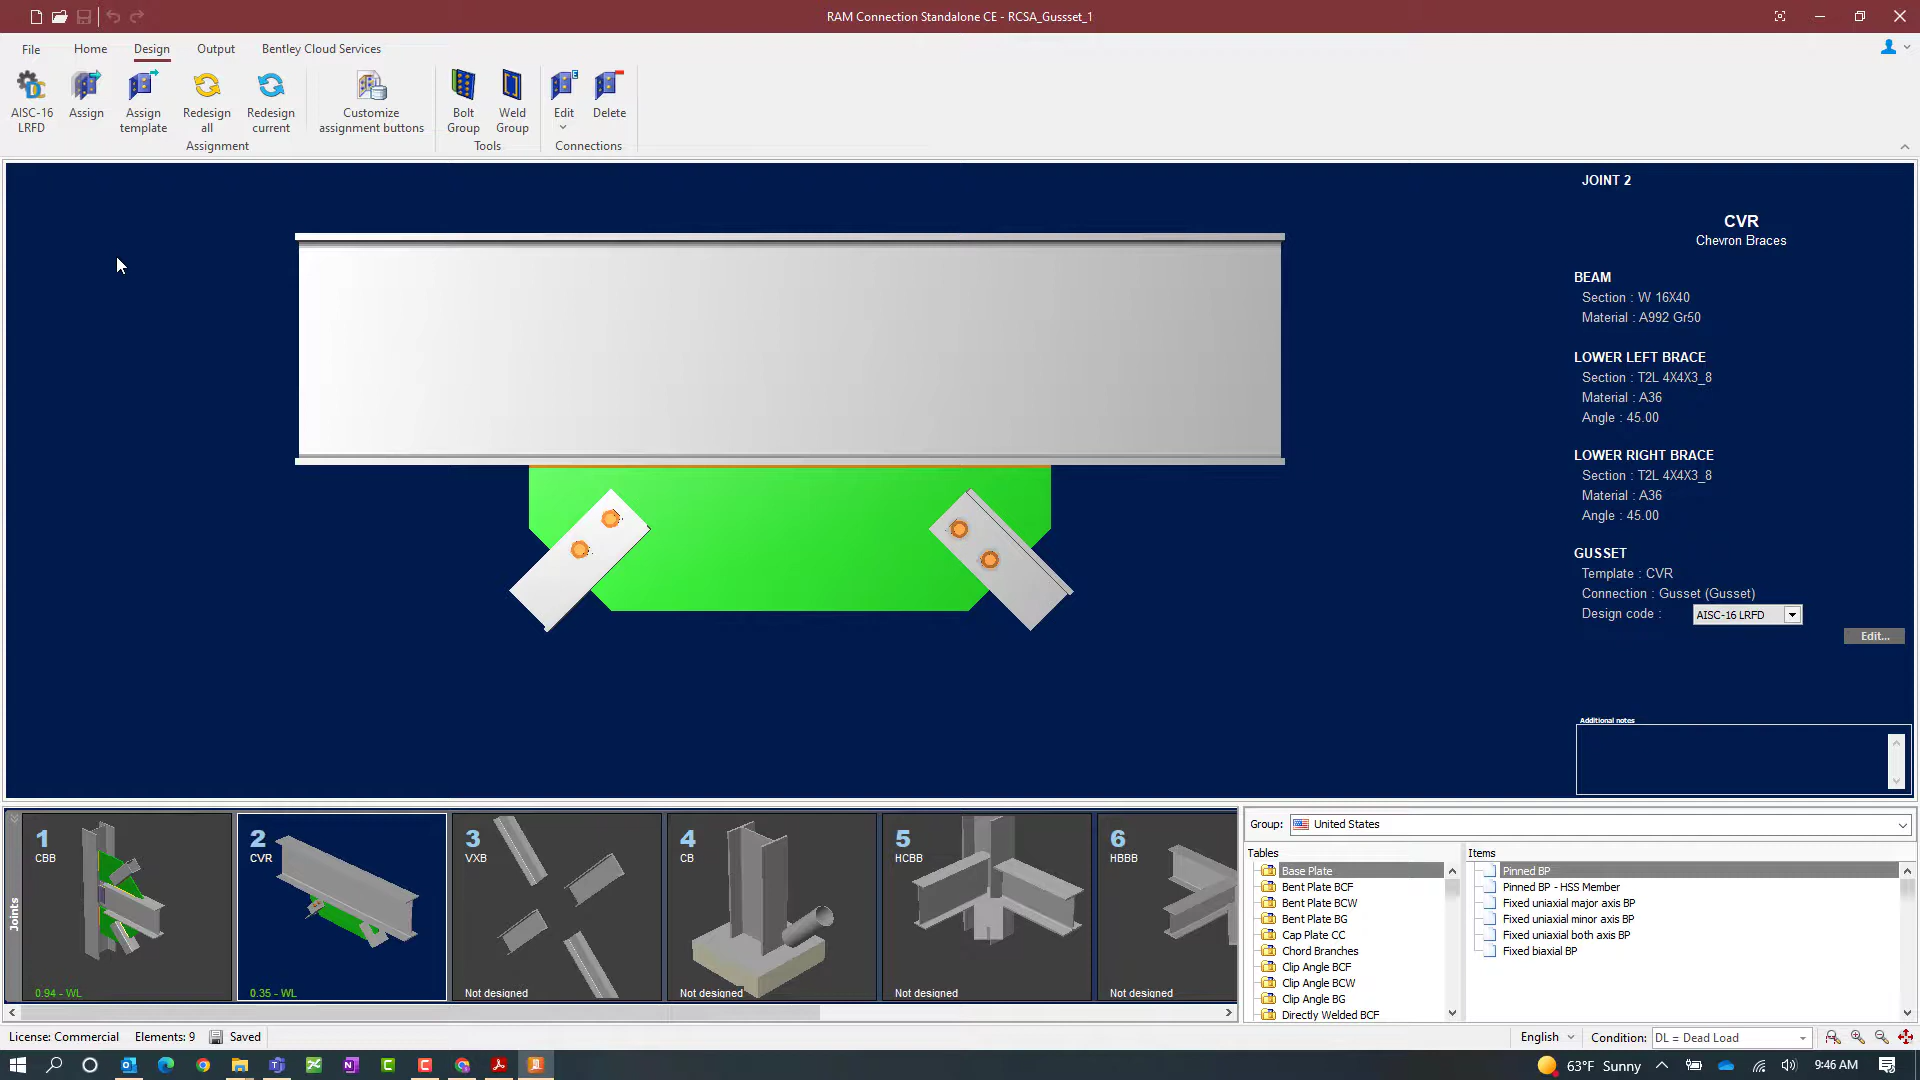 RAM Connection Standalone CE - RCSA_Gussset_1
File
Home
Design
Output
Bentley Cloud Services
AISC-16
LRFD
Assign
Assign
template
Redesign
all
Redesign
current
Customize
assignment buttons
Bolt
Group
Weld
Group
Edit
Delete
Assignment
Tools
Connections
JOINT 2
CVR
Chevron Braces
BEAM
Section : W 16X40
Material : A992 Gr50
LOWER LEFT BRACE
Section : T2L 4X4X3_8
Material : A36
Angle : 45.00
LOWER RIGHT BRACE
Section : T2L 4X4X3_8
Material : A36
Angle : 45.00
GUSSET
Template : CVR
Connection : Gusset (Gusset)
Design code : AISC-16 LRFD
Edit...
Additional notes
Joints
1
CBB
0.94 - WL
2
CVR
0.35 - WL
3
VXB
Not designed
4
CB
Not designed
5
HCBB
Not designed
6
HBBB
Not designed
Group: United States
Tables
Base Plate
Bent Plate BCF
Bent Plate BCW
Bent Plate BG
Cap Plate CC
Chord Branches
Clip Angle BCF
Clip Angle BCW
Clip Angle BG
Directly Welded BCF
Items
Pinned BP
Pinned BP - HSS Member
Fixed uniaxial major axis BP
Fixed uniaxial minor axis BP
Fixed uniaxial both axis BP
Fixed biaxial BP
License: Commercial
Elements: 9
Saved
English
Condition: DL = Dead Load
63°F Sunny
9:46 AM